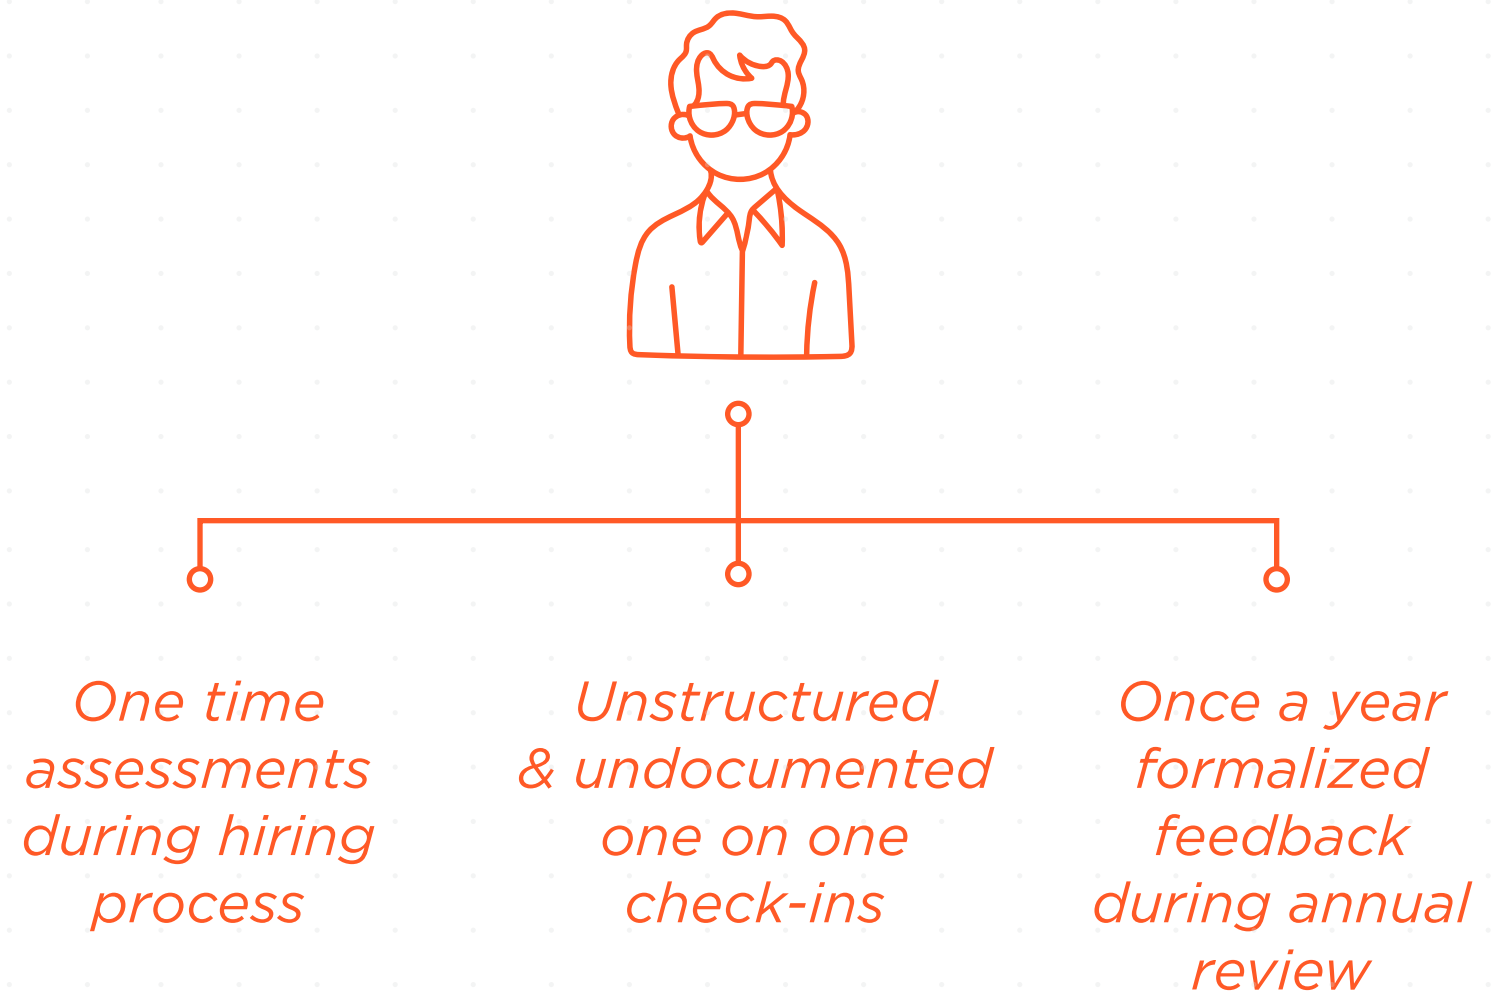 One time
assessments
during hiring
process
Unstructured
& undocumented
one on one
check-ins
Once a year
formalized
feedback
during annual
review